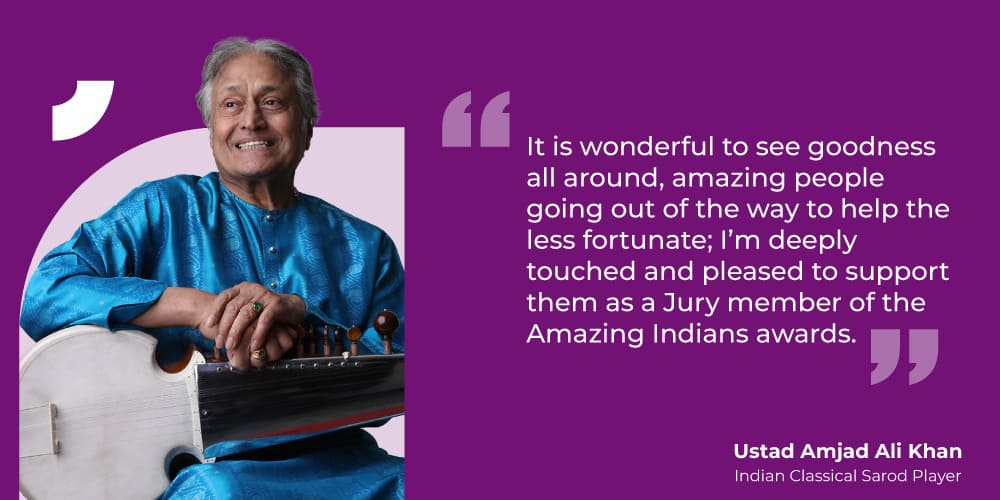 It is wonderful to see goodness
all around, amazing people
going out of the way to help the
less fortunate; I’m deeply
touched and pleased to support
them as a Jury member of the
Amazing Indians awards.
Ustad Amjad Ali Khan
Indian Classical Sarod Player